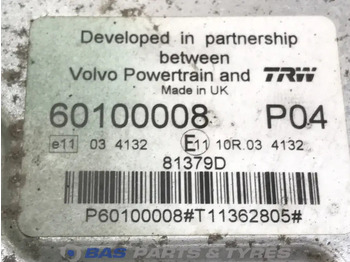 Developed in partnership
between
Volvo Powertrain and TRW
Made in UK
60100008 P04
e11 03 4132 E11 10R.03 4132
81379D
P60100008#T11362805#
BAS PARTS & TYRES